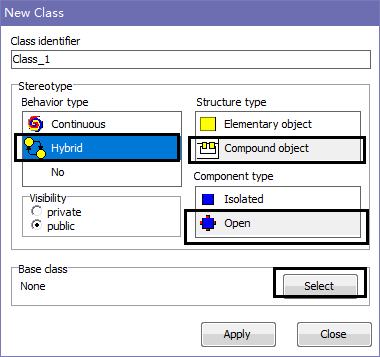 New Class
Class identifier
Class_1
Stereotype
Behavior type
Continuous
Hybrid
No
Structure type
Elementary object
Compound object
Visibility
private
public
Component type
Isolated
Open
Base class
None
Select
Apply
Close